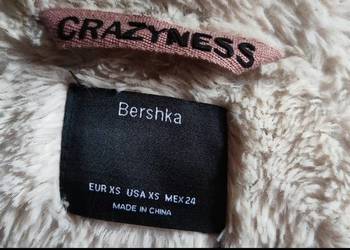 CRAZYNESS
Bershka
EUR XS USA XS MEX 24
MADE IN CHINA